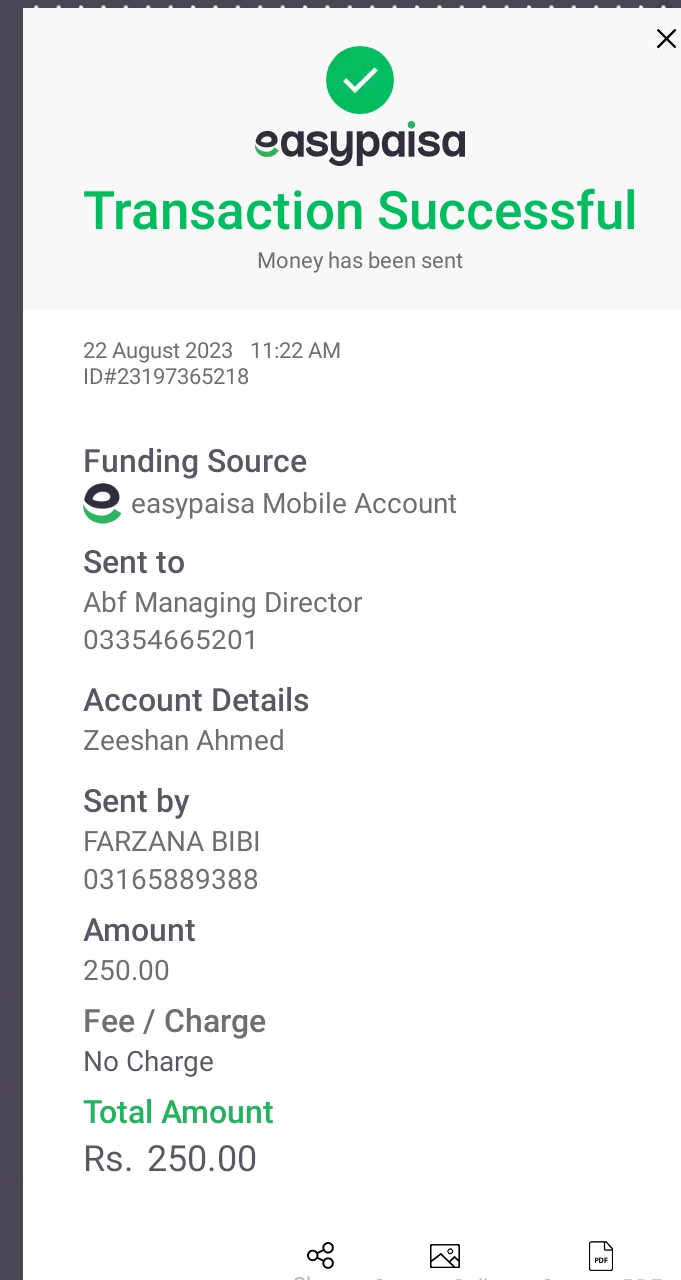 easypaisa
Transaction Successful
Money has been sent
22 August 2023 11:22 AM
ID#23197365218
Funding Source
easypaisa Mobile Account
Sent to
Abf Managing Director
03354665201
Account Details
Zeeshan Ahmed
Sent by
FARZANA BIBI
03165889388
Amount
250.00
Fee / Charge
No Charge
Total Amount
Rs. 250.00
PDF